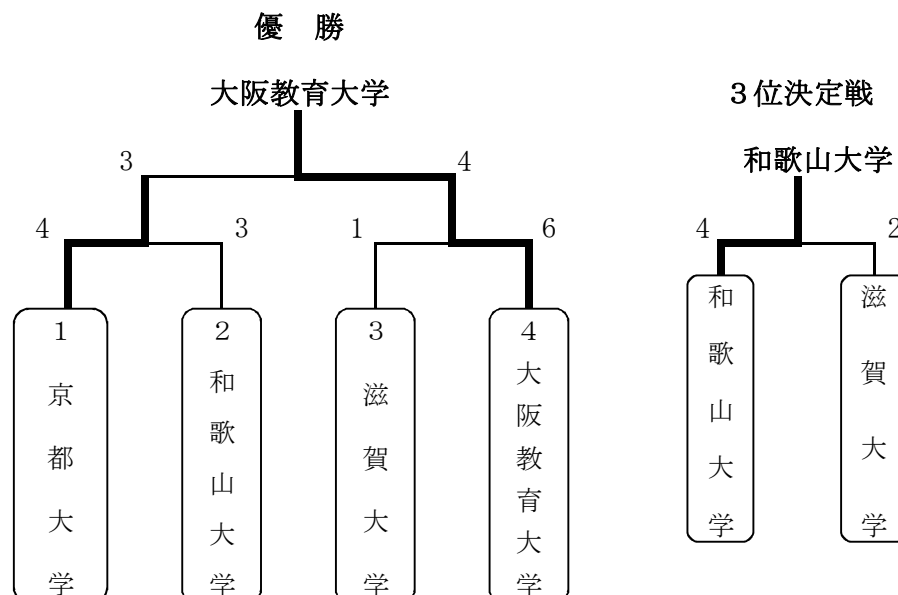 優　勝
大阪教育大学
3
4
4
3
1
6
1
京都大学
2
和歌山大学
3
滋賀大学
4
大阪教育大学
３位決定戦
和歌山大学
4
2
和歌山大学
滋賀大学